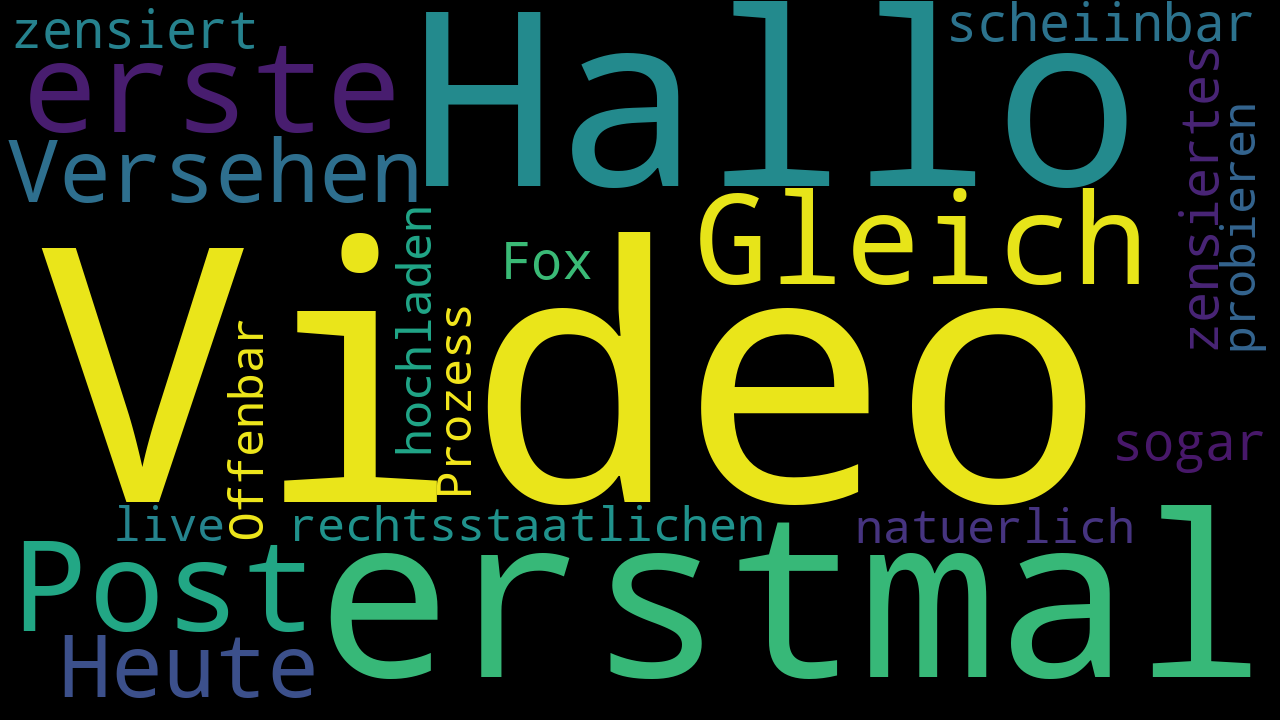 zensiert
Hallo
scheiinbar
erste
Versehen
zensiertes
probieren
Gleich
hochladen
Fox
Video
Offenbar
Prozess
sogar
live
rechtsstaatlichen
natuerlich
Post
erstmal
Heute